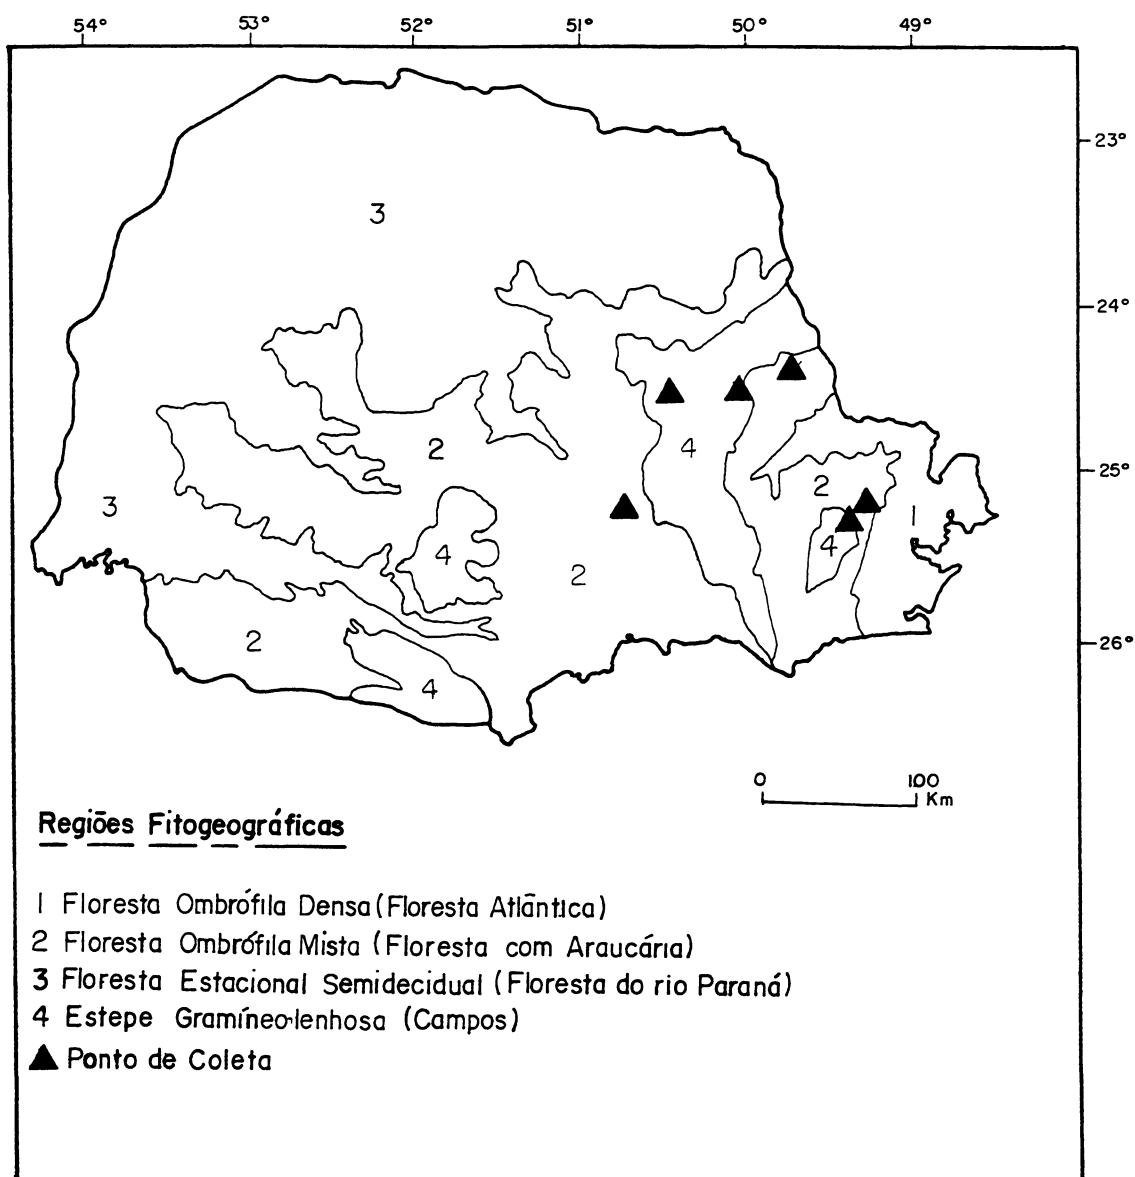 54° 53° 52° 51° 50° 49°
23°
3
24°
4
2
25°
2
3
1
4
4
2
2
26°
4
0 100
Km
Regiões Fitogeográficas
1 Floresta Ombrófila Densa (Floresta Atlântica)
2 Floresta Ombrófila Mista (Floresta com Araucária)
3 Floresta Estacional Semidecidual (Floresta do rio Paraná)
4 Estepe Gramíneo-lenhosa (Campos)
▲ Ponto de Coleta